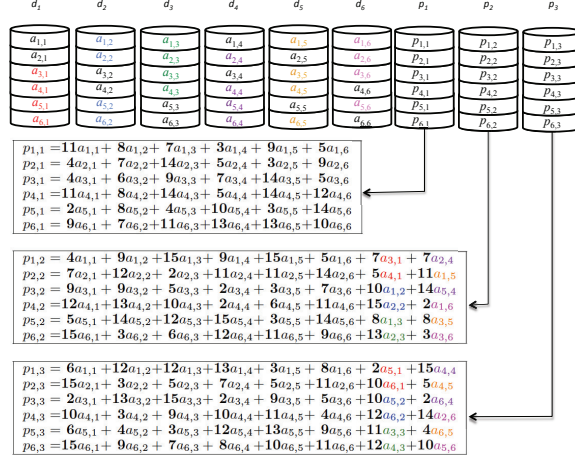 d₁ d₂ d₃ d₄ d₅ d₆ p₁ p₂ p₃
a₁,₁ a₁,₂ a₁,₃ a₁,₄ a₁,₅ a₁,₆ p₁,₁ p₁,₂ p₁,₃
a₂,₁ a₂,₂ a₂,₃ a₂,₄ a₂,₅ a₂,₆ p₂,₁ p₂,₂ p₂,₃
a₃,₁ a₃,₂ a₃,₃ a₃,₄ a₃,₅ a₃,₆ p₃,₁ p₃,₂ p₃,₃
a₄,₁ a₄,₂ a₄,₃ a₄,₄ a₄,₅ a₄,₆ p₄,₁ p₄,₂ p₄,₃
a₅,₁ a₅,₂ a₅,₃ a₅,₄ a₅,₅ a₅,₆ p₅,₁ p₅,₂ p₅,₃
a₆,₁ a₆,₂ a₆,₃ a₆,₄ a₆,₅ a₆,₆ p₆,₁ p₆,₂ p₆,₃
p₁,₁ =11a₁,₁+ 8a₁,₂+ 7a₁,₃+ 3a₁,₄+ 9a₁,₅+ 5a₁,₆
p₂,₁ = 4a₂,₁+ 7a₂,₂+14a₂,₃+ 5a₂,₄+ 3a₂,₅+ 9a₂,₆
p₃,₁ = 4a₃,₁+ 6a₃,₂+ 9a₃,₃+ 7a₃,₄+14a₃,₅+ 5a₃,₆
p₄,₁ =11a₄,₁+ 8a₄,₂+14a₄,₃+ 5a₄,₄+14a₄,₅+12a₄,₆
p₅,₁ = 2a₅,₁+ 8a₅,₂+ 4a₅,₃+10a₅,₄+ 3a₅,₅+14a₅,₆
p₆,₁ = 9a₆,₁+ 7a₆,₂+11a₆,₃+13a₆,₄+13a₆,₅+10a₆,₆
p₁,₂ = 4a₁,₁+ 9a₁,₂+15a₁,₃+ 9a₁,₄+15a₁,₅+ 5a₁,₆+ 7a₃,₁+ 7a₂,₄
p₂,₂ = 7a₂,₁+12a₂,₂+ 2a₂,₃+11a₂,₄+11a₂,₅+14a₂,₆+ 5a₄,₁+11a₁,₅
p₃,₂ = 9a₃,₁+ 9a₃,₂+ 5a₃,₃+ 2a₃,₄+ 3a₃,₅+ 7a₃,₆+10a₁,₂+14a₅,₄
p₄,₂ =12a₄,₁+13a₄,₂+10a₄,₃+ 2a₄,₄+ 6a₄,₅+11a₄,₆+15a₂,₂+ 2a₁,₆
p₅,₂ = 5a₅,₁+14a₅,₂+12a₅,₃+15a₅,₄+ 3a₅,₅+14a₅,₆+ 8a₁,₃+ 8a₃,₅
p₆,₂ =15a₆,₁+ 3a₆,₂+ 6a₆,₃+12a₆,₄+11a₆,₅+ 9a₆,₆+13a₂,₃+ 3a₃,₆
p₁,₃ = 6a₁,₁+12a₁,₂+12a₁,₃+13a₁,₄+ 3a₁,₅+ 8a₁,₆+ 2a₅,₁+15a₄,₄
p₂,₃ =15a₂,₁+ 3a₂,₂+ 5a₂,₃+ 7a₂,₄+ 5a₂,₅+11a₂,₆+10a₆,₁+ 5a₄,₅
p₃,₃ = 2a₃,₁+13a₃,₂+15a₃,₃+ 2a₃,₄+ 9a₃,₅+ 5a₃,₆+10a₅,₂+ 2a₆,₄
p₄,₃ =10a₄,₁+ 3a₄,₂+ 9a₄,₃+10a₄,₄+11a₄,₅+ 4a₄,₆+12a₆,₂+14a₂,₆
p₅,₃ = 6a₅,₁+ 4a₅,₂+ 3a₅,₃+12a₅,₄+13a₅,₅+ 9a₅,₆+11a₃,₃+ 4a₆,₅
p₆,₃ =15a₆,₁+ 9a₆,₂+ 7a₆,₃+ 8a₆,₄+10a₆,₅+11a₆,₆+12a₄,₃+10a₅,₆